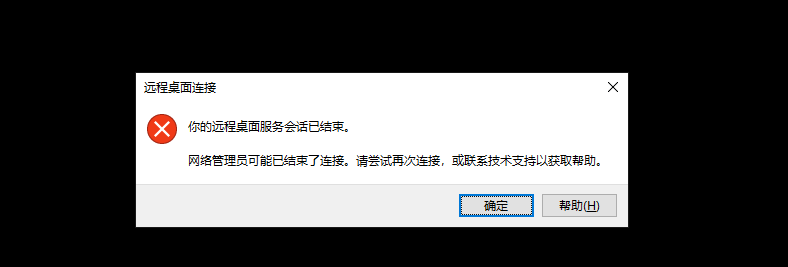 远程桌面连接
你的远程桌面服务会话已结束。
网络管理员可能已结束了连接。请尝试再次连接，或联系技术支持以获取帮助。
确定
帮助(H)